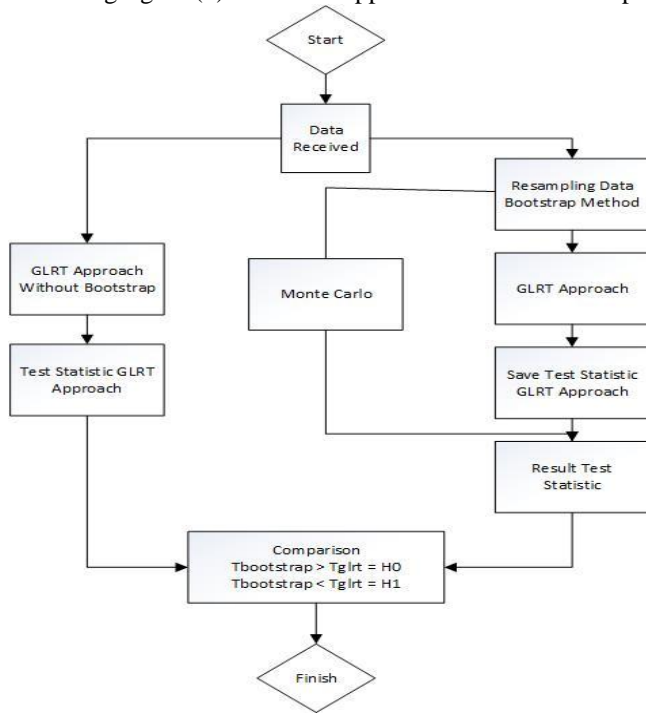 Start
Data
Received
Resampling Data
Bootstrap Method
GLRT Approach
Without Bootstrap
Monte Carlo
GLRT Approach
Test Statistic GLRT
Approach
Save Test Statistic
GLRT Approach
Result Test
Statistic
Comparison
Tbootstrap > Tglrt = H0
Tbootstrap < Tglrt = H1
Finish